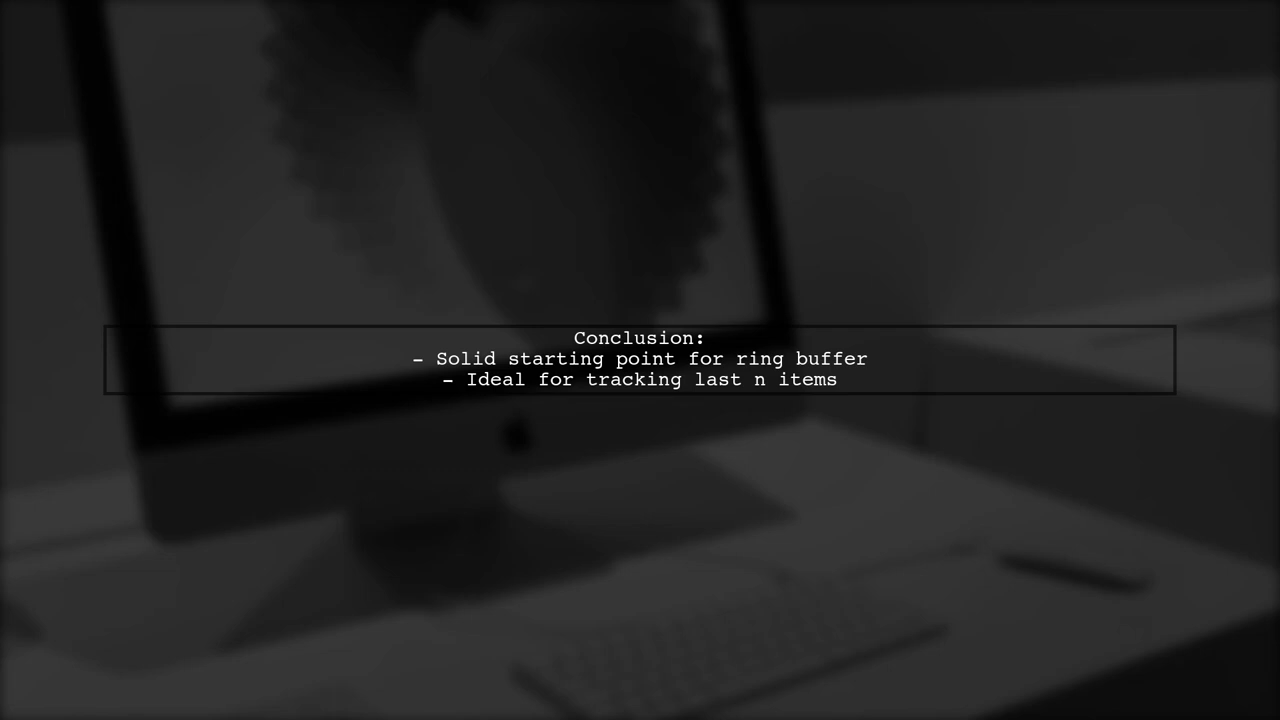 Conclusion:
- Solid starting point for ring buffer
- Ideal for tracking last n items